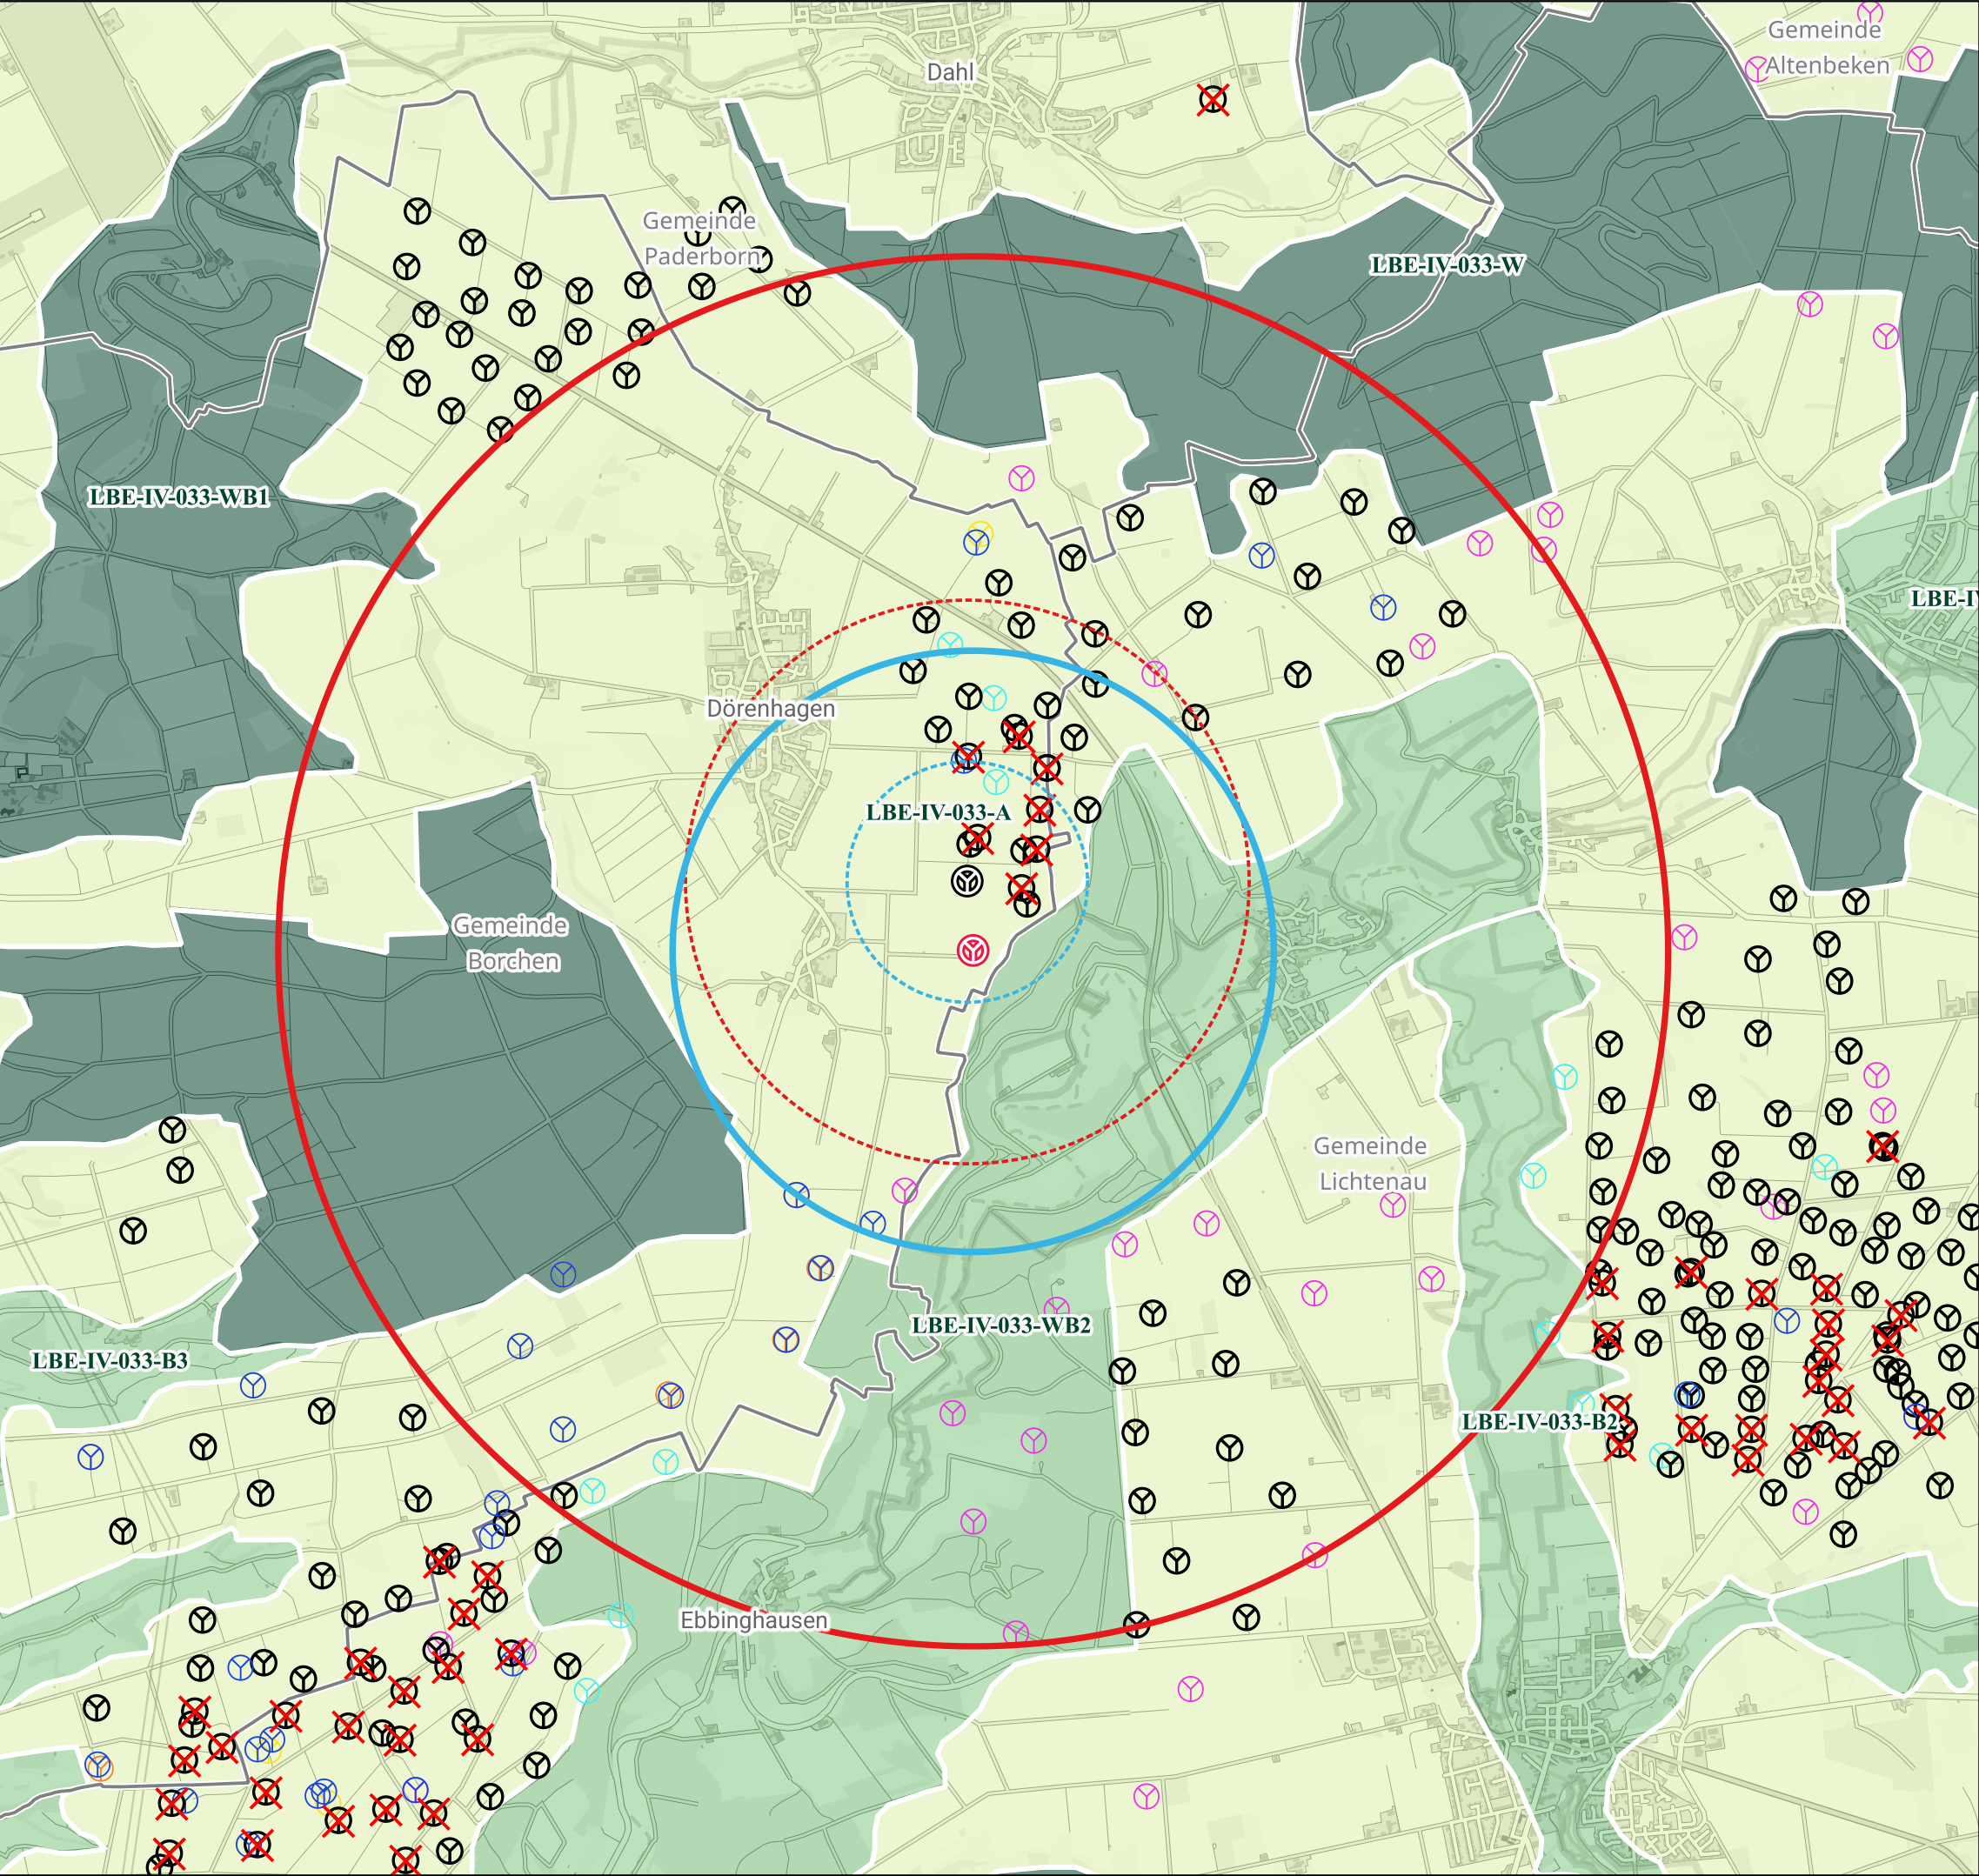 Gemeinde
Altenbeken
Dahl
Gemeinde
Paderborn
LBE-IV-033-W
LBE-IV-033-WB1
Dörenhagen
LBE-IV-033-A
Gemeinde
Borchen
Gemeinde
Lichtenau
LBE-IV-033-WB2
LBE-IV-033-B3
LBE-IV-033-B2
Ebbinghausen